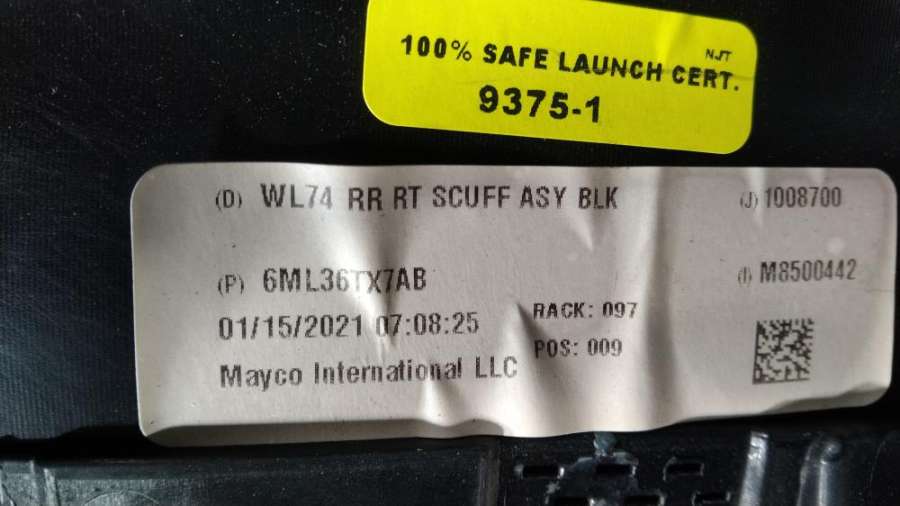 NJT
100% SAFE LAUNCH CERT.
9375-1
(D) WL74 RR RT SCUFF ASY BLK (J) 1008700
(P) 6ML36TX7AB (I) M8500442
01/15/2021 07:08:25 RACK: 097
POS: 009
Mayco International LLC